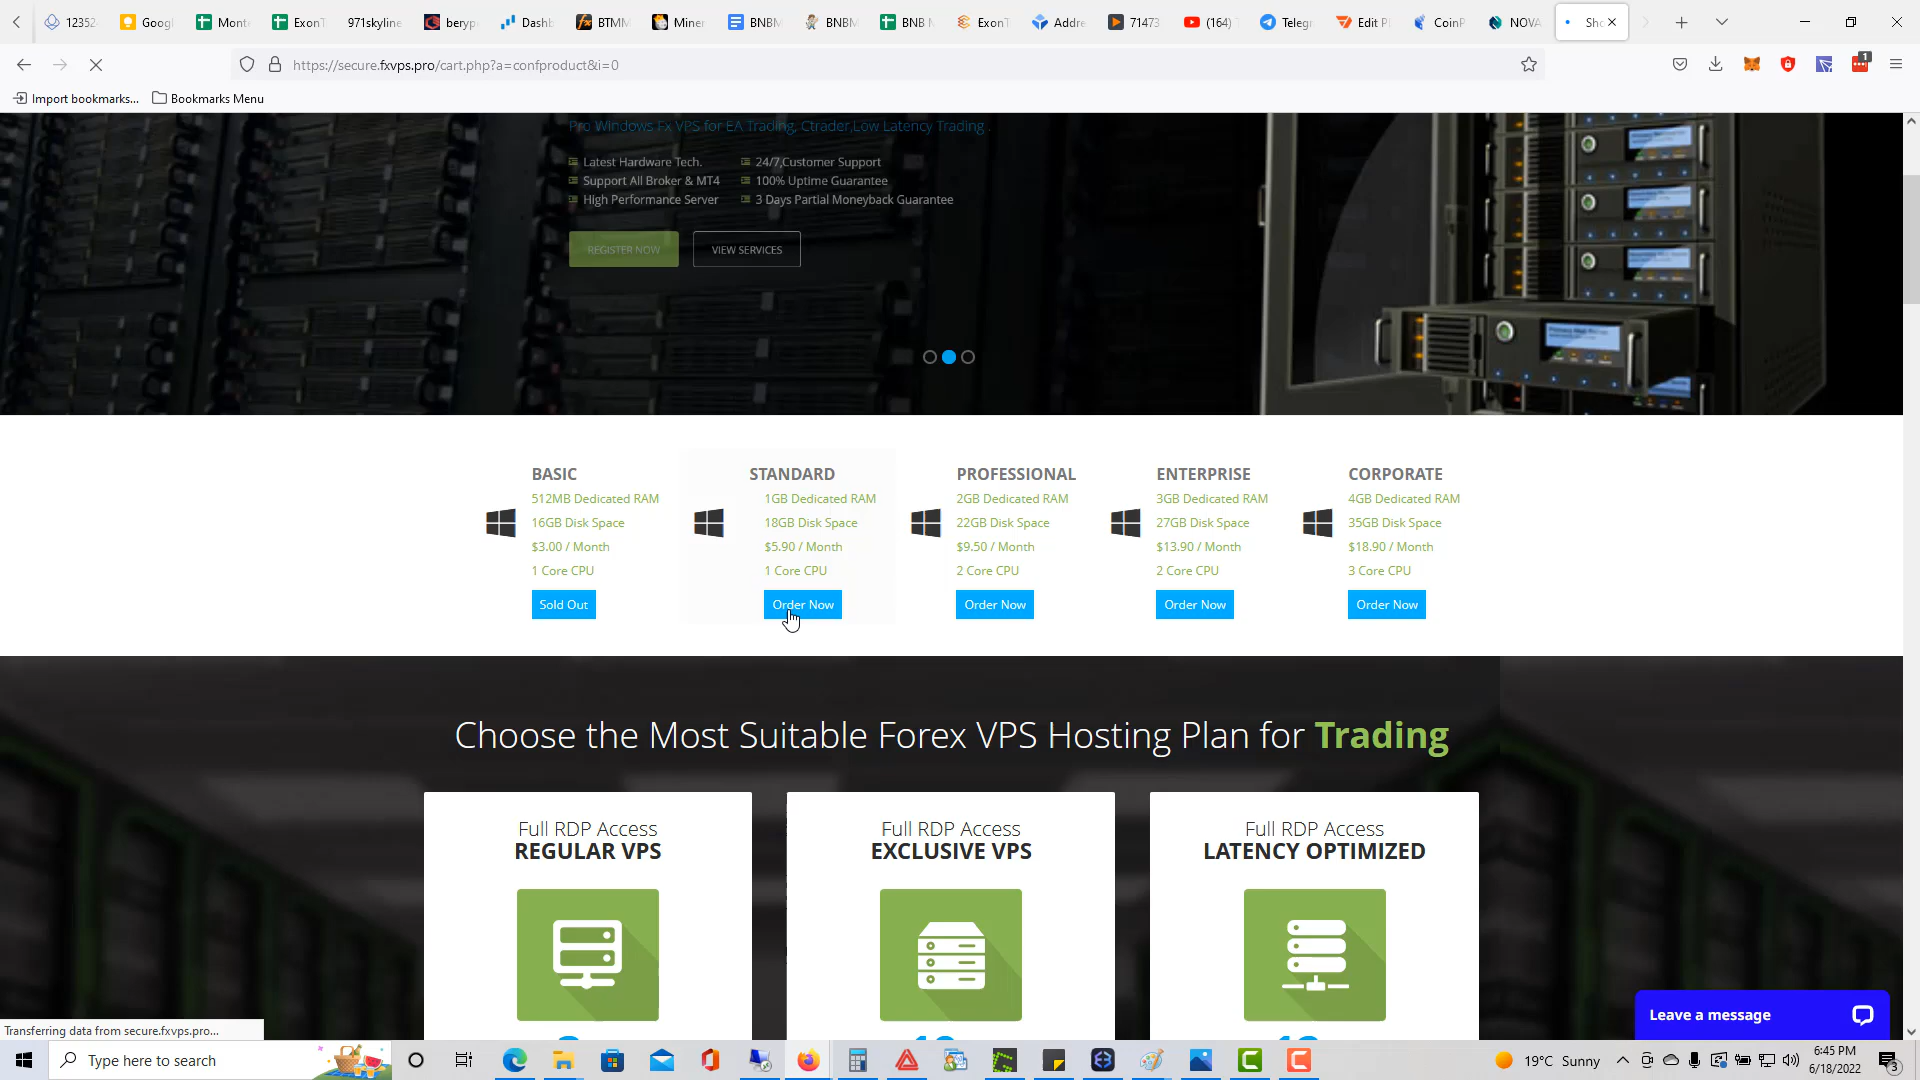 12352
Googl
Monte
ExonT
971skyline
beryp
Dashb
BTMM
Miner
BNBM
BNBM
BNB M
ExonT
Addre
71473
(164)
Telegr
Edit P
CoinP
NOVA
Sho
https://secure.fxvps.pro/cart.php?a=confproduct&i=0
1
Import bookmarks...
Bookmarks Menu
Pro Windows Fx VPS for EA Trading, Ctrader,Low Latency Trading .
Latest Hardware Tech.
24/7,Customer Support
Support All Broker & MT4
100% Uptime Guarantee
High Performance Server
3 Days Partial Moneyback Guarantee
REGISTER NOW
VIEW SERVICES
BASIC
512MB Dedicated RAM
16GB Disk Space
$3.00 / Month
1 Core CPU
Sold Out
STANDARD
1GB Dedicated RAM
18GB Disk Space
$5.90 / Month
1 Core CPU
Order Now
PROFESSIONAL
2GB Dedicated RAM
22GB Disk Space
$9.50 / Month
2 Core CPU
Order Now
ENTERPRISE
3GB Dedicated RAM
27GB Disk Space
$13.90 / Month
2 Core CPU
Order Now
CORPORATE
4GB Dedicated RAM
35GB Disk Space
$18.90 / Month
3 Core CPU
Order Now
Choose the Most Suitable Forex VPS Hosting Plan for Trading
Full RDP Access
REGULAR VPS
Full RDP Access
EXCLUSIVE VPS
Full RDP Access
LATENCY OPTIMIZED
Leave a message
Transferring data from secure.fxvps.pro...
Type here to search
19°C Sunny
6:45 PM
6/18/2022
3